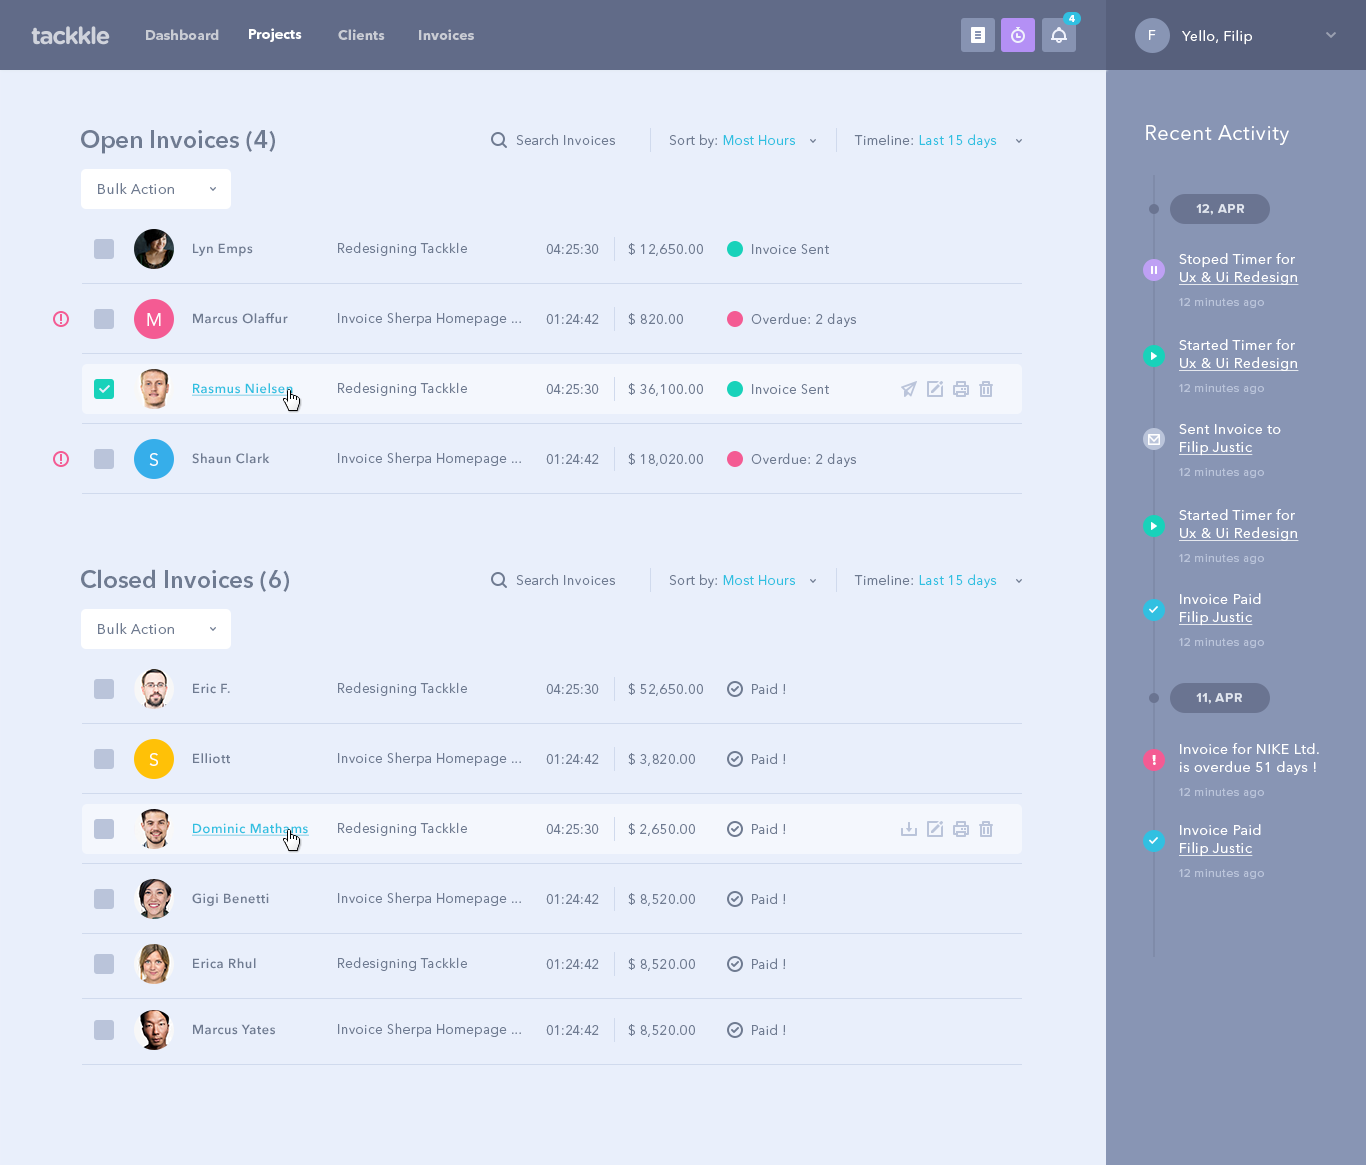 tackkle
Dashboard
Projects
Clients
Invoices
4
F
Yello, Filip
Open Invoices (4)
Search Invoices
Sort by: Most Hours
Timeline: Last 15 days
Bulk Action
Lyn Emps
Redesigning Tackkle
04:25:30
$ 12,650.00
Invoice Sent
M
Marcus Olaffur
Invoice Sherpa Homepage ...
01:24:42
$ 820.00
Overdue: 2 days
Rasmus Nielsen
Redesigning Tackkle
04:25:30
$ 36,100.00
Invoice Sent
S
Shaun Clark
Invoice Sherpa Homepage ...
01:24:42
$ 18,020.00
Overdue: 2 days
Closed Invoices (6)
Search Invoices
Sort by: Most Hours
Timeline: Last 15 days
Bulk Action
Eric F.
Redesigning Tackkle
04:25:30
$ 52,650.00
Paid !
S
Elliott
Invoice Sherpa Homepage ...
01:24:42
$ 3,820.00
Paid !
Dominic Mathams
Redesigning Tackkle
04:25:30
$ 2,650.00
Paid !
Gigi Benetti
Invoice Sherpa Homepage ...
01:24:42
$ 8,520.00
Paid !
Erica Rhul
Redesigning Tackkle
01:24:42
$ 8,520.00
Paid !
Marcus Yates
Invoice Sherpa Homepage ...
01:24:42
$ 8,520.00
Paid !
Recent Activity
12, APR
Stoped Timer for
Ux & Ui Redesign
12 minutes ago
Started Timer for
Ux & Ui Redesign
12 minutes ago
Sent Invoice to
Filip Justic
12 minutes ago
Started Timer for
Ux & Ui Redesign
12 minutes ago
Invoice Paid
Filip Justic
12 minutes ago
11, APR
Invoice for NIKE Ltd.
is overdue 51 days !
12 minutes ago
Invoice Paid
Filip Justic
12 minutes ago